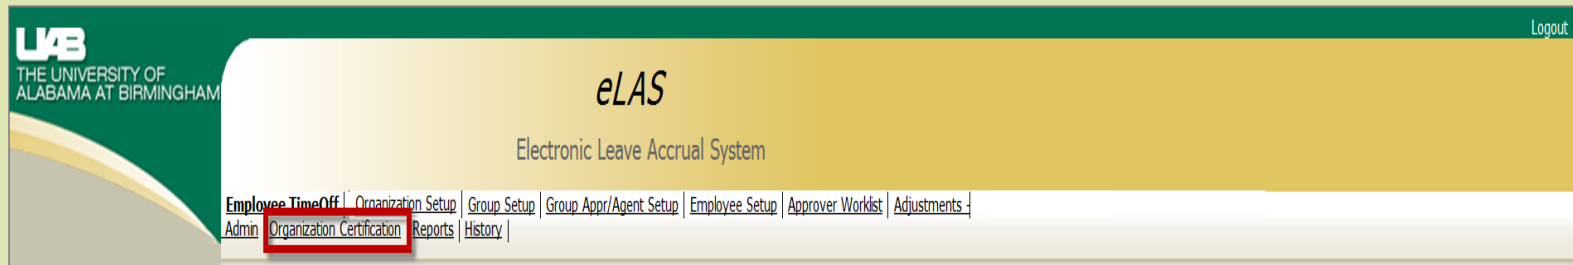 Logout
UAB
THE UNIVERSITY OF
ALABAMA AT BIRMINGHAM
eLAS
Electronic Leave Accrual System
Employee TimeOff | Organization Setup | Group Setup | Group Appr/Agent Setup | Employee Setup | Approver Worklist | Adjustments -
Admin | Organization Certification | Reports | History |